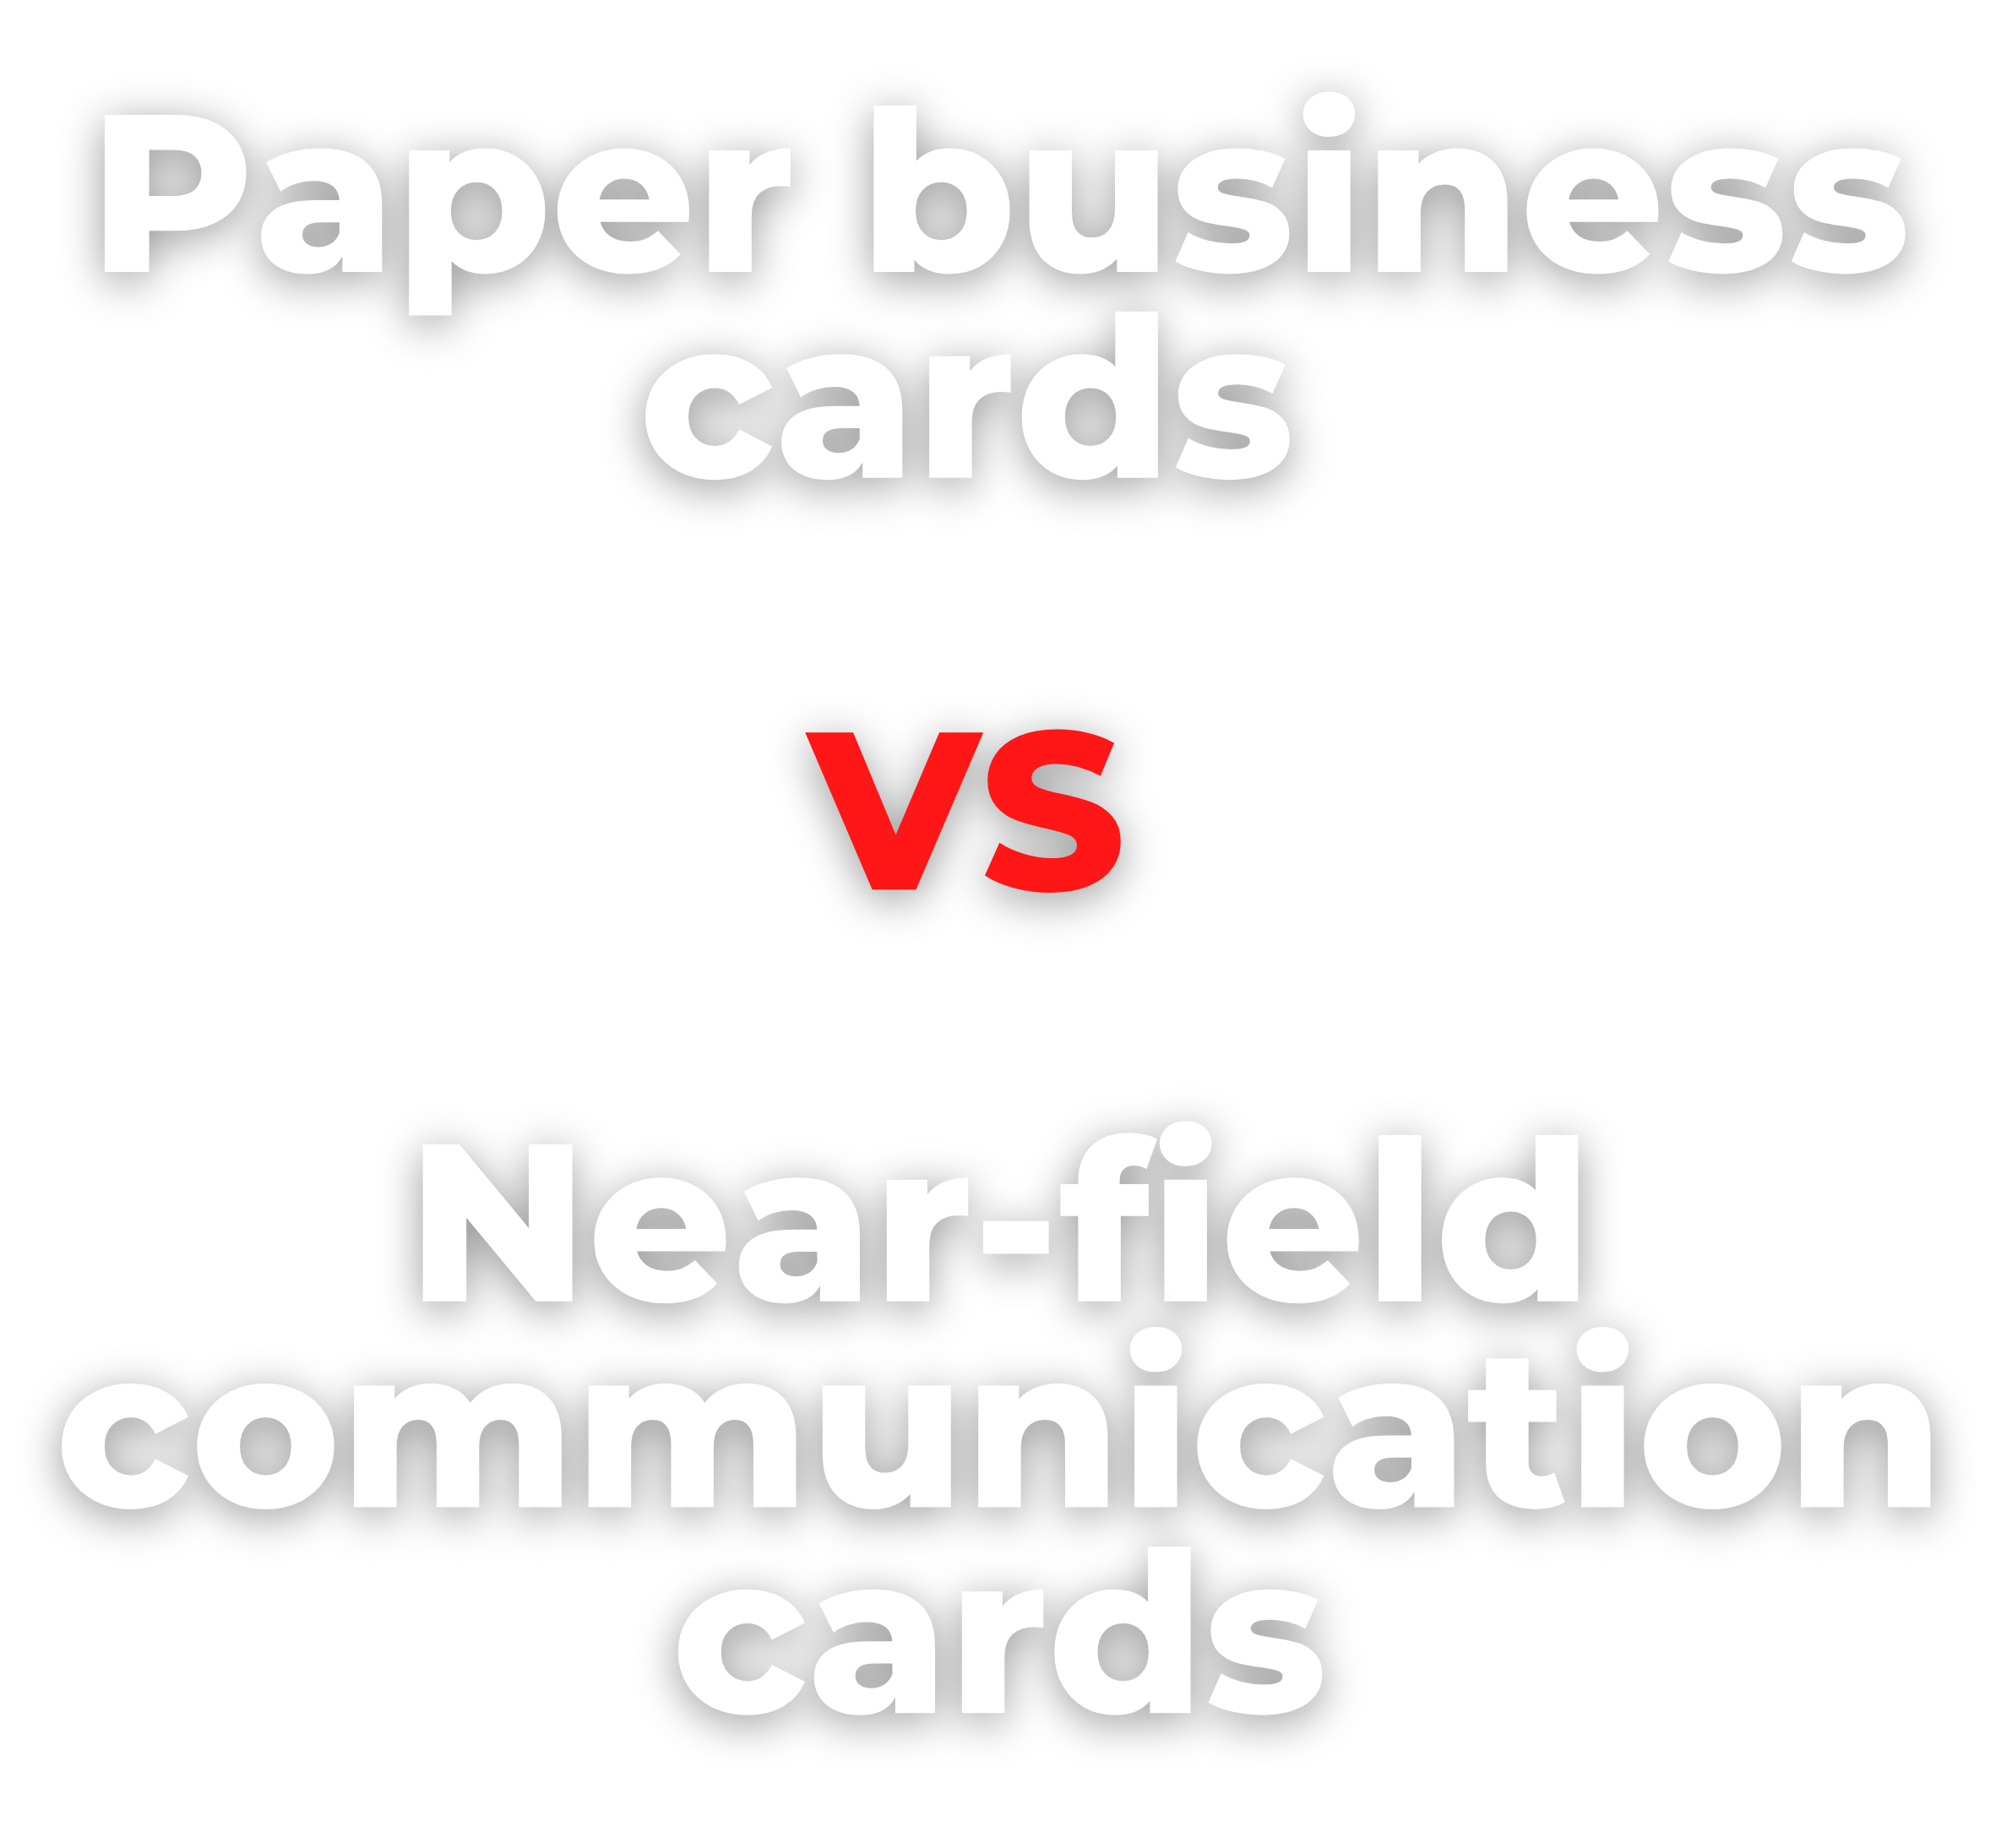 Paper business
cards
vs
Near-field
communication
cards